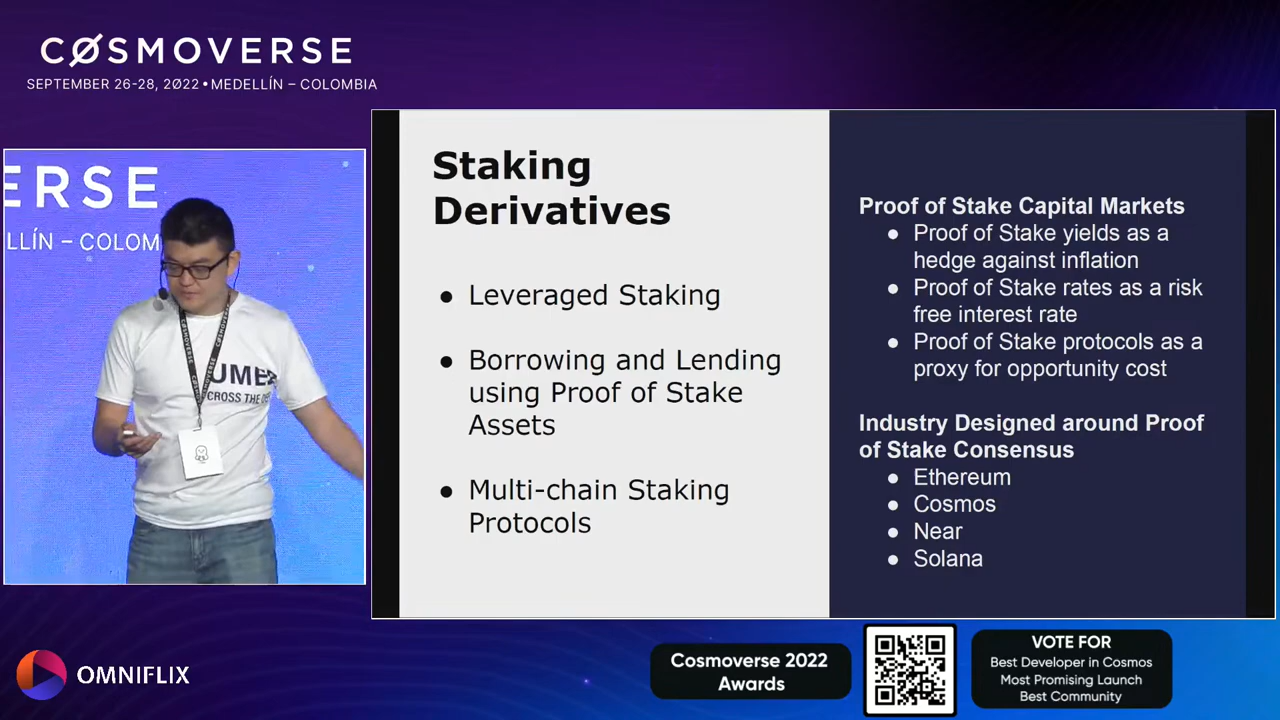 CØSMOVERSE
SEPTEMBER 26-28, 2022 • MEDELLÍN – COLOMBIA
ERSE
LLÍN – COLOM
UME
CROSS THE
Staking
Derivatives
● Leveraged Staking
● Borrowing and Lending
using Proof of Stake
Assets
● Multi-chain Staking
Protocols
Proof of Stake Capital Markets
● Proof of Stake yields as a
hedge against inflation
● Proof of Stake rates as a risk
free interest rate
● Proof of Stake protocols as a
proxy for opportunity cost
Industry Designed around Proof
of Stake Consensus
● Ethereum
● Cosmos
● Near
● Solana
OMNIFLIX
Cosmoverse 2022
Awards
VOTE FOR
Best Developer in Cosmos
Most Promising Launch
Best Community